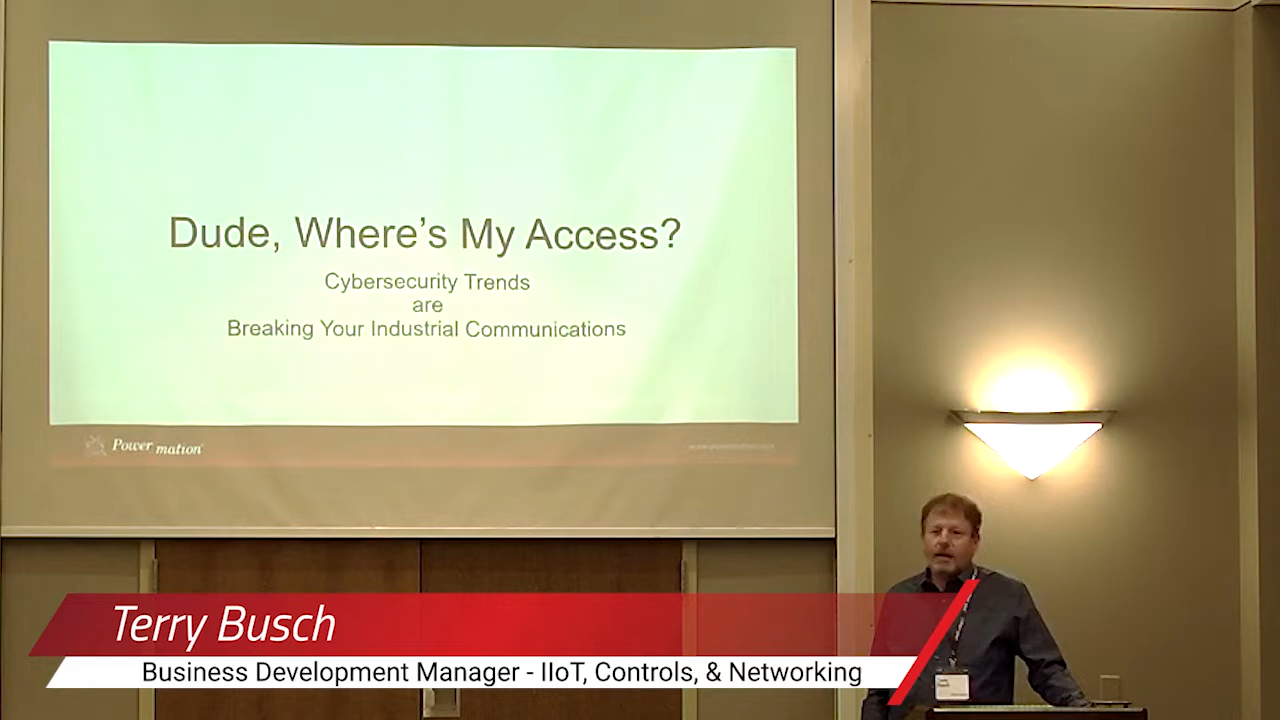 Dude, Where's My Access?
Cybersecurity Trends
are
Breaking Your Industrial Communications
Power mation
Terry Busch
Business Development Manager - IIoT, Controls, & Networking